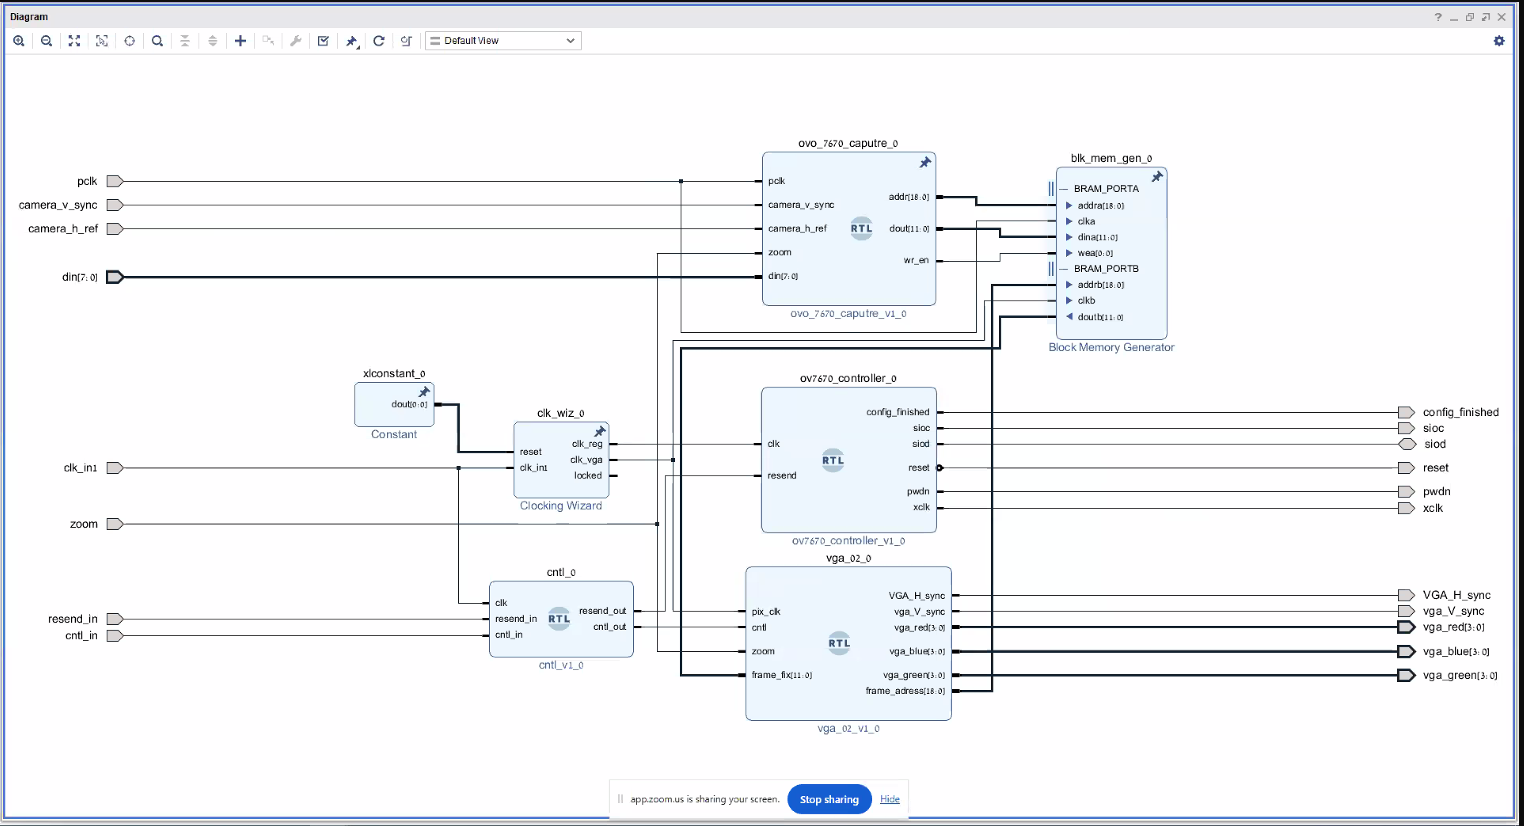 Diagram
?
Default View
ovo_7670_caputre_0
pclk
camera_v_sync
camera_h_ref
zoom
din[7:0]
RTL
addr[18:0]
dout[11:0]
wr_en
ovo_7670_caputre_v1_0
blk_mem_gen_0
BRAM_PORTA
addra[18:0]
clka
dina[11:0]
wea[0:0]
BRAM_PORTB
addrb[18:0]
clkb
doutb[11:0]
Block Memory Generator
pclk
camera_v_sync
camera_h_ref
din[7:0]
xlconstant_0
dout[0:0]
Constant
clk_wiz_0
reset
clk_in1
clk_reg
clk_vga
locked
Clocking Wizard
clk_in1
zoom
ov7670_controller_0
clk
resend
RTL
config_finished
sioc
siod
reset
pwdn
xclk
ov7670_controller_v1_0
config_finished
sioc
siod
reset
pwdn
xclk
cntl_0
clk
resend_in
cntl_in
RTL
resend_out
cntl_out
cntl_v1_0
resend_in
cntl_in
vga_02_0
pix_clk
cntl
zoom
frame_fix[11:0]
RTL
VGA_H_sync
vga_V_sync
vga_red[3:0]
vga_blue[3:0]
vga_green[3:0]
frame_adress[18:0]
vga_02_v1_0
VGA_H_sync
vga_V_sync
vga_red[3:0]
vga_blue[3:0]
vga_green[3:0]
app.zoom.us is sharing your screen.
Stop sharing
Hide